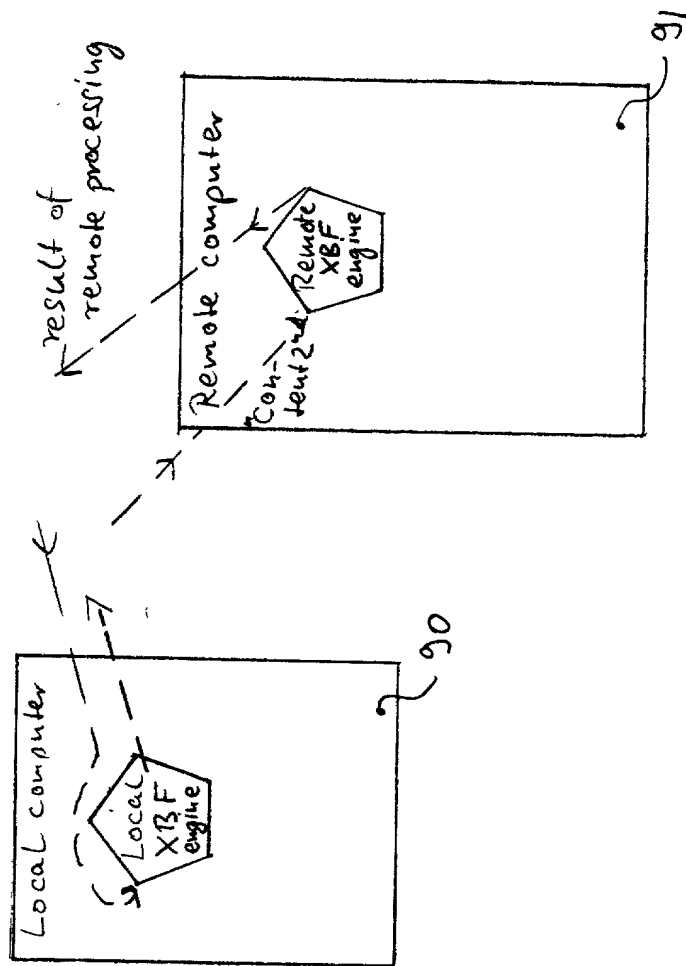 result of
remote processing
Remote computer
"Con-
tent2"
Remote
XBF
engine
91
Local computer
Local
XBF
engine
90